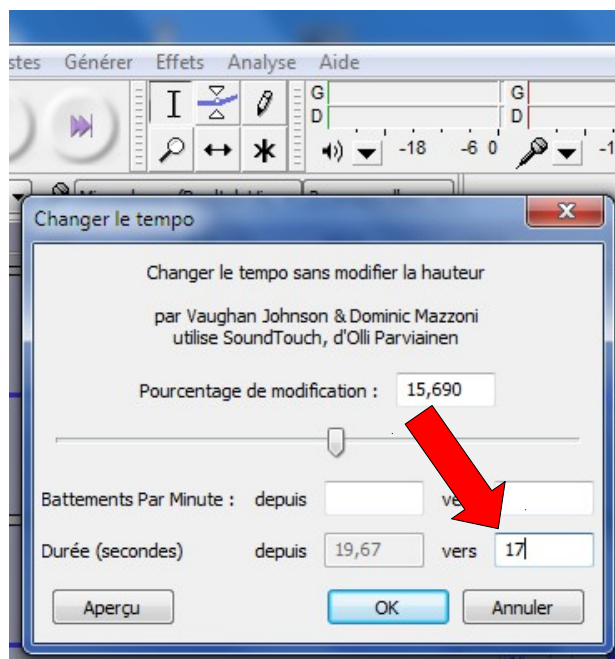 stes Générer Effets Analyse Aide
G
D
G
D
-18 -6 0
-1
Changer le tempo
Changer le tempo sans modifier la hauteur
par Vaughan Johnson & Dominic Mazzoni
utilise SoundTouch, d'Olli Parviainen
Pourcentage de modification : 15,690
Battements Par Minute : depuis
Durée (secondes) depuis 19,67 vers 17
Aperçu OK Annuler